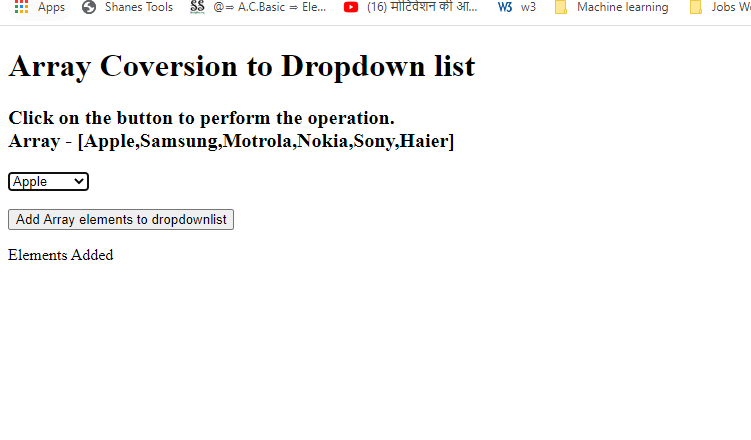 Apps Shanes Tools @⇒ A.C.Basic ⇒ Ele... (16) मोटिवेशन की आ... W3 w3 Machine learning Jobs We
Array Coversion to Dropdown list
Click on the button to perform the operation.
Array - [Apple,Samsung,Motrola,Nokia,Sony,Haier]
Apple
Add Array elements to dropdownlist
Elements Added